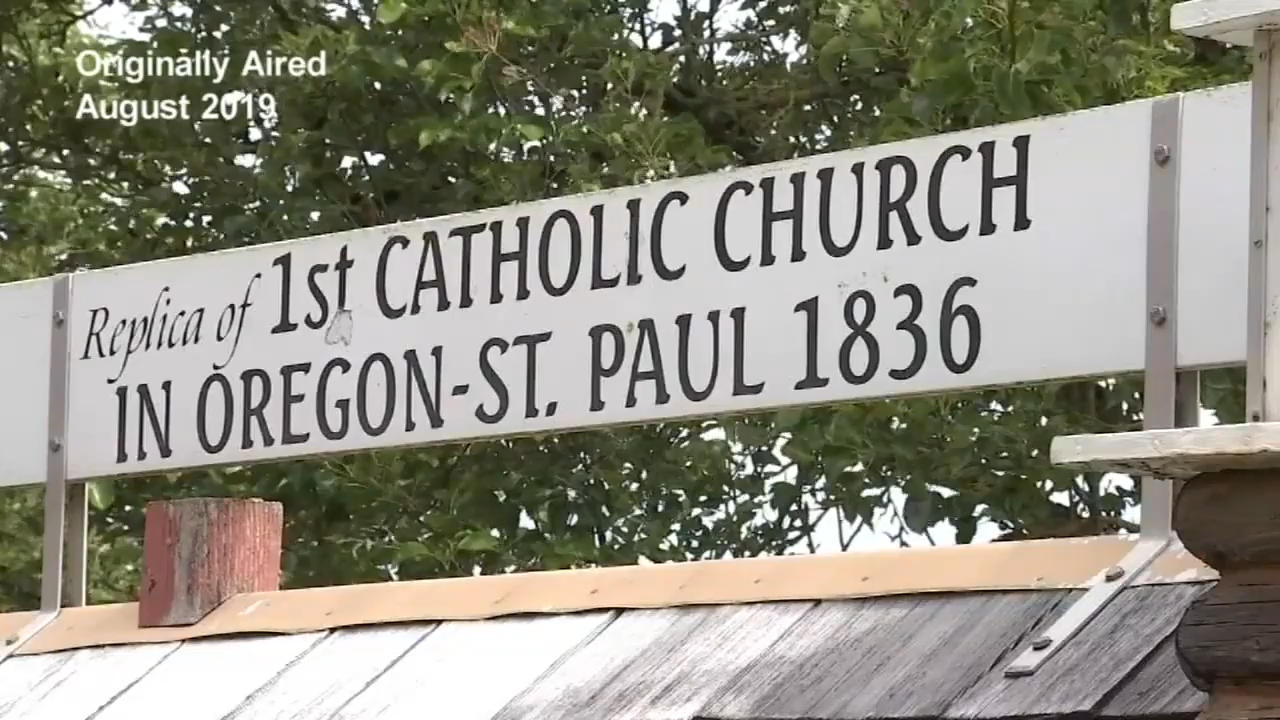 Originally Aired
August 2019
Replica of 1st CATHOLIC CHURCH
IN OREGON-ST. PAUL 1836